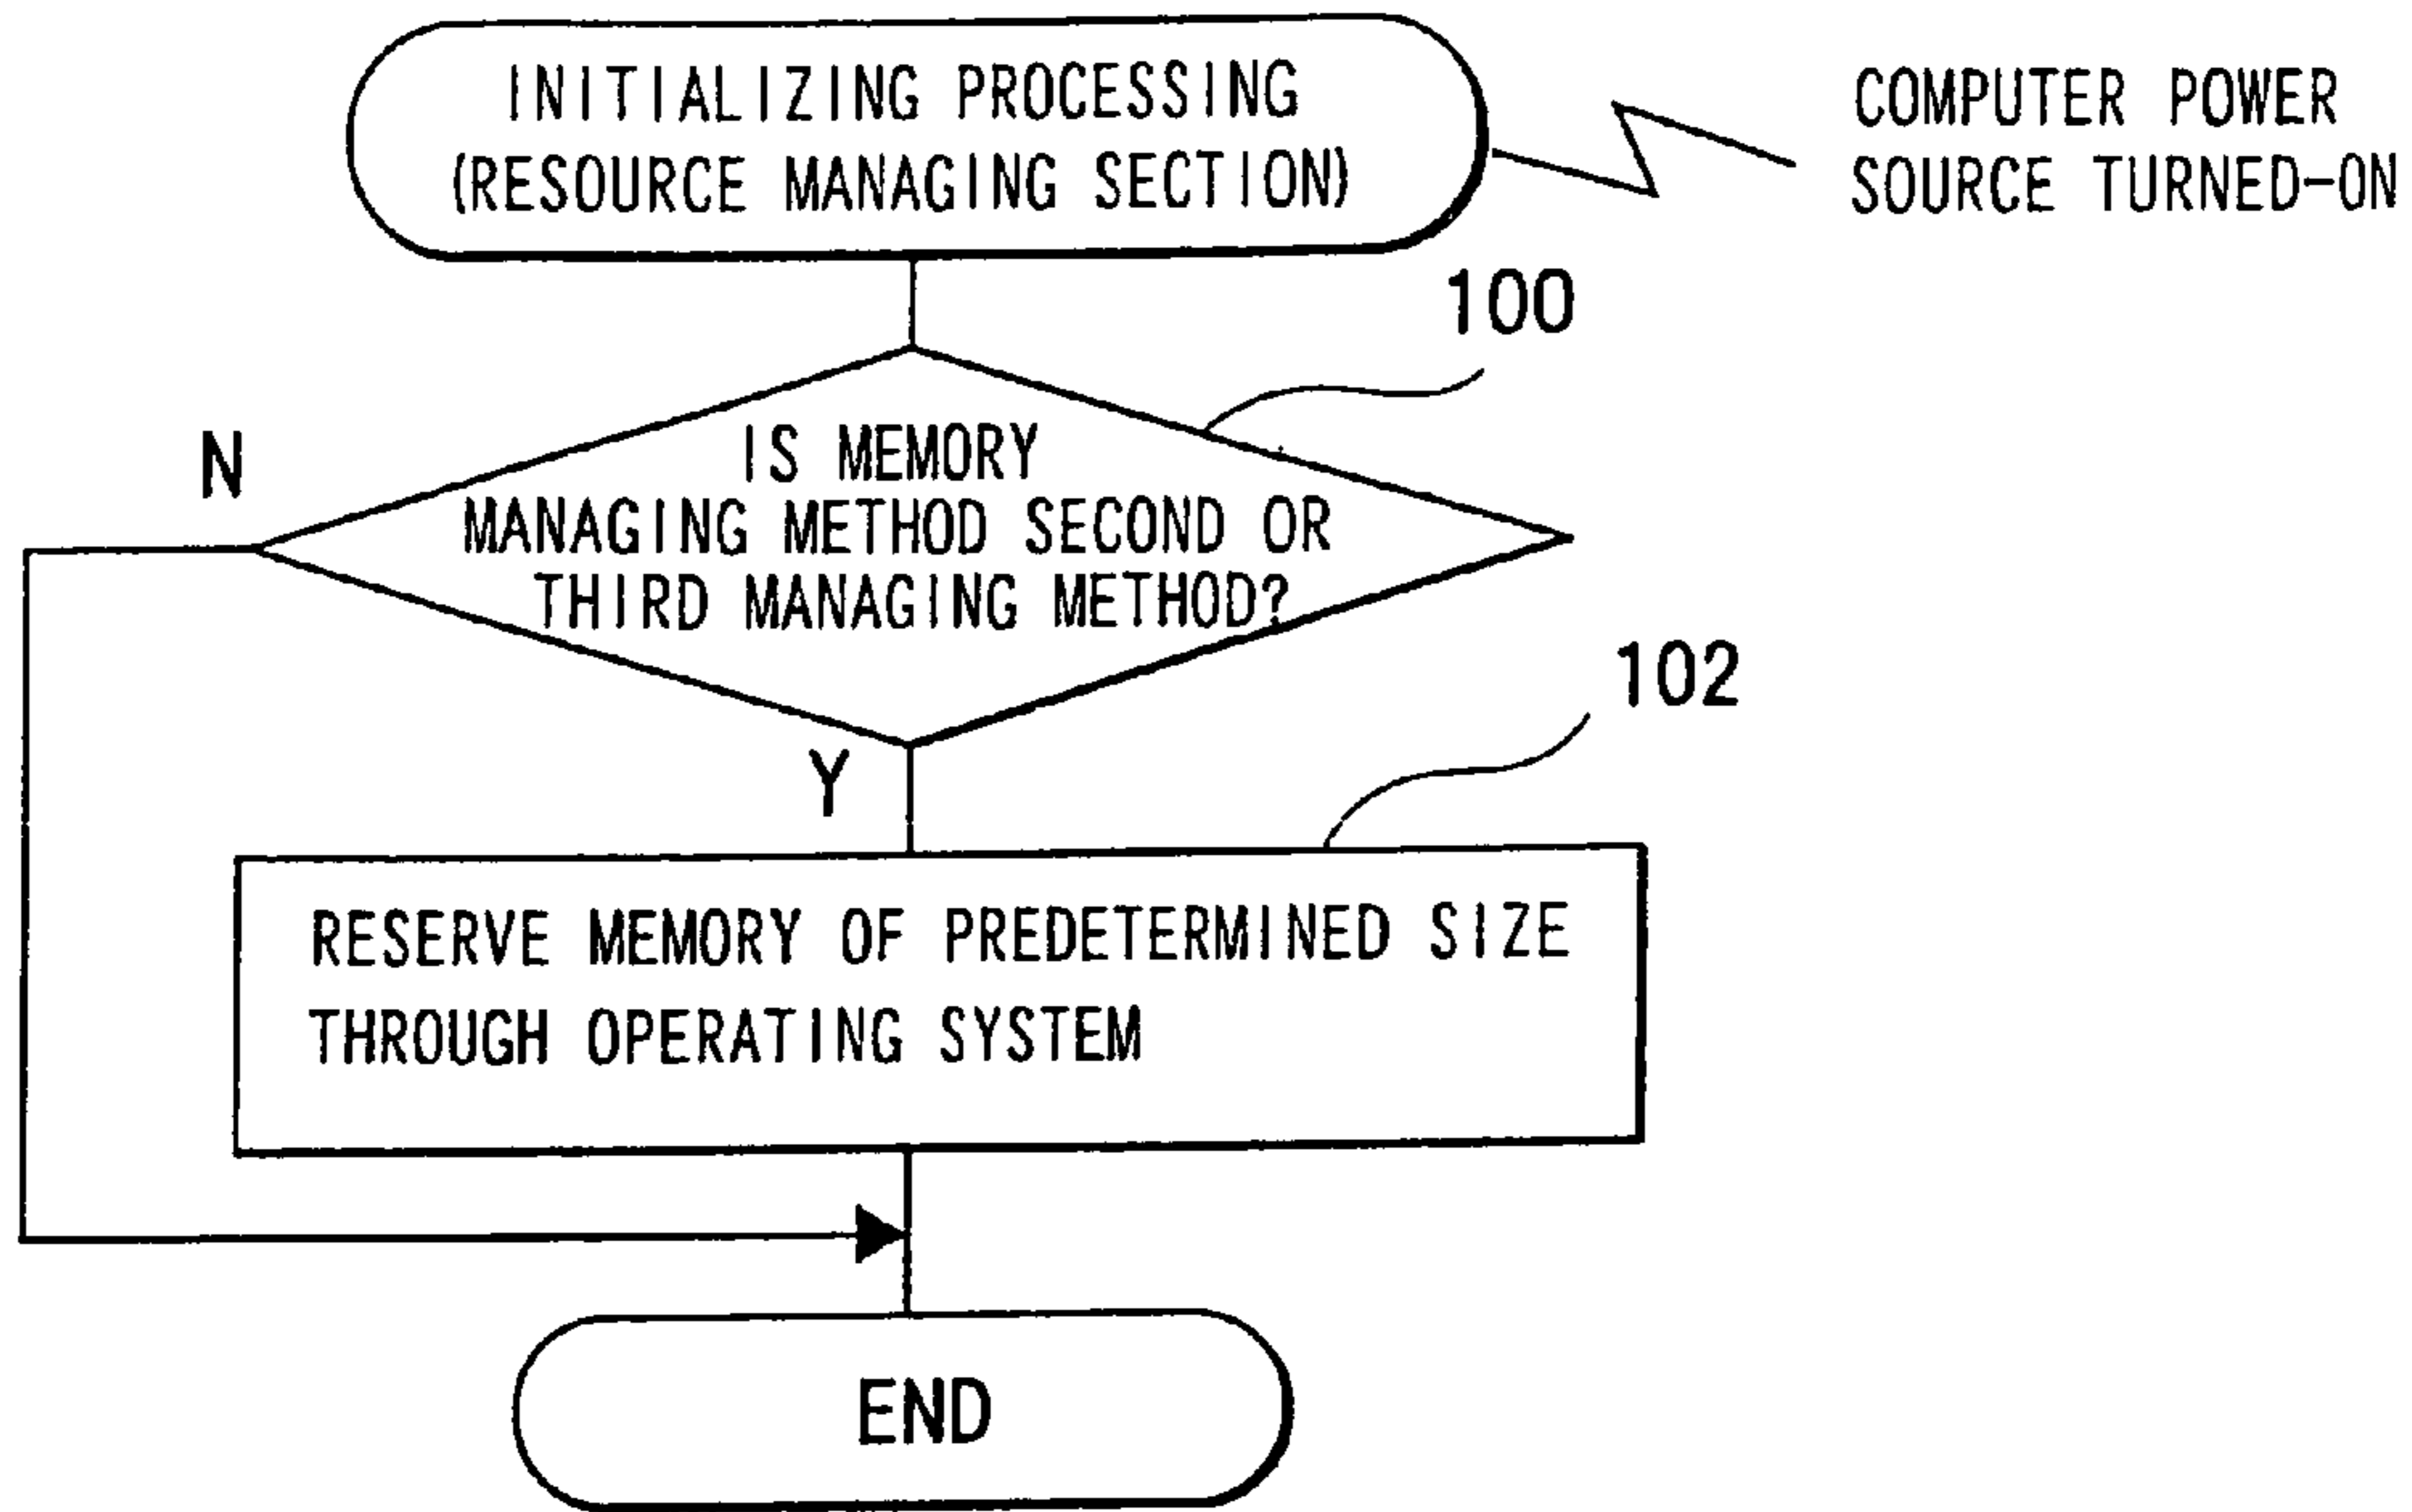 INITIALIZING PROCESSING
(RESOURCE MANAGING SECTION)
COMPUTER POWER
SOURCE TURNED-ON
100
N
IS MEMORY
MANAGING METHOD SECOND OR
THIRD MANAGING METHOD?
102
Y
RESERVE MEMORY OF PREDETERMINED SIZE
THROUGH OPERATING SYSTEM
END